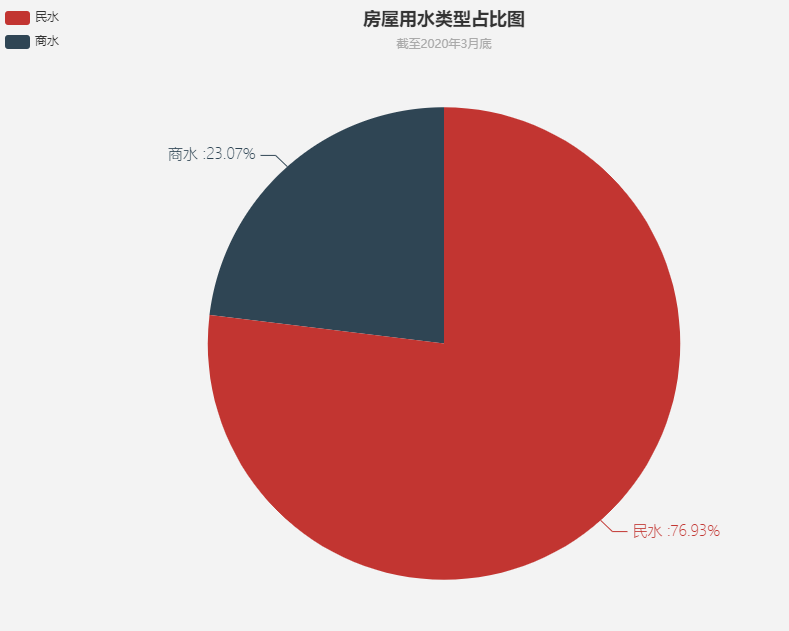 民水
商水
房屋用水类型占比图
截至2020年3月底
商水 :23.07%
民水 :76.93%